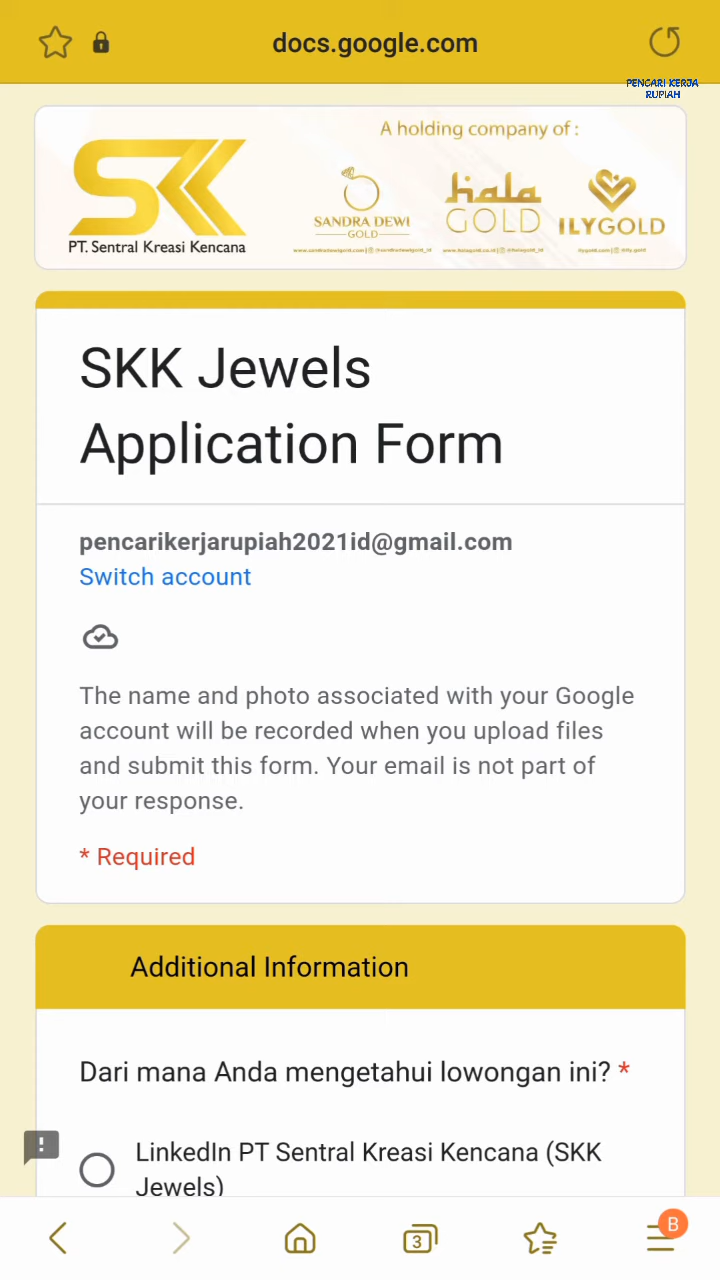 docs.google.com
PENCARI KERJA
RUPIAH
A holding company of :
SKK
PT. Sentral Kreasi Kencana
SANDRA DEWI
GOLD
hala
GOLD
ILYGOLD
SKK Jewels
Application Form
pencarikerjarupiah2021id@gmail.com
Switch account
The name and photo associated with your Google
account will be recorded when you upload files
and submit this form. Your email is not part of
your response.
* Required
Additional Information
Dari mana Anda mengetahui lowongan ini? *
LinkedIn PT Sentral Kreasi Kencana (SKK
Jewels)
3
B